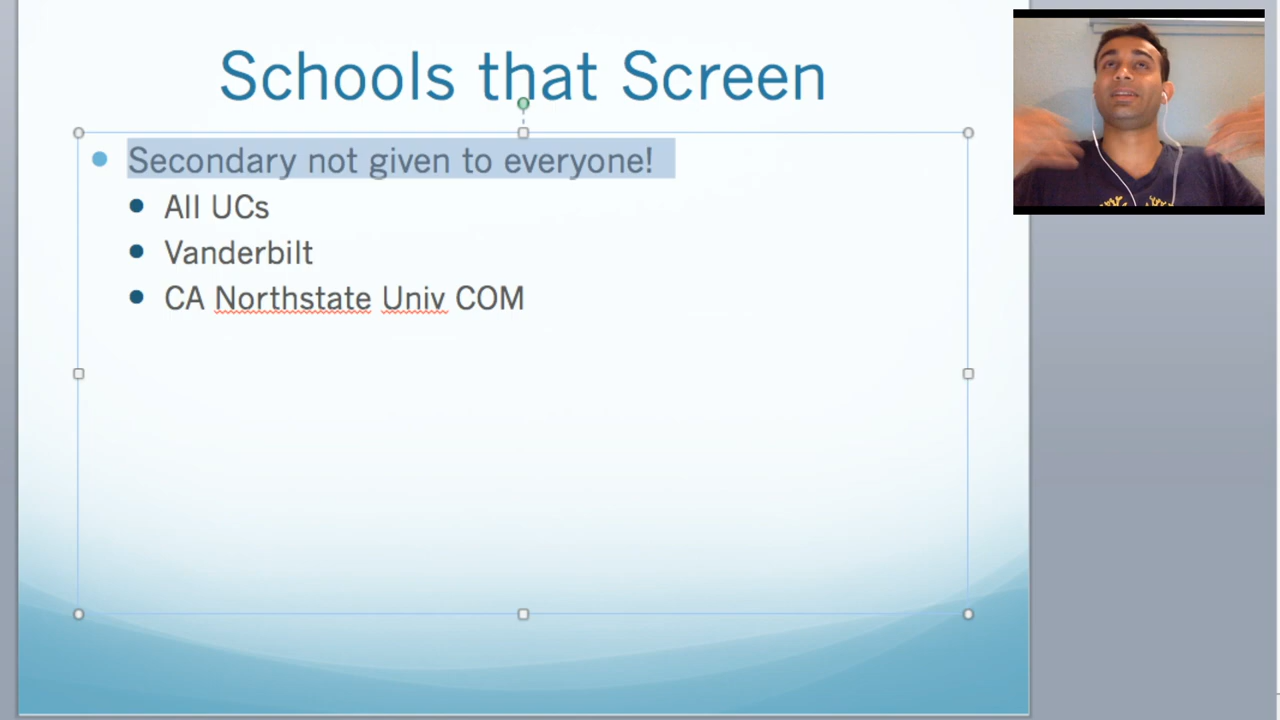 Schools that Screen
Secondary not given to everyone!
All UCs
Vanderbilt
CA Northstate Univ COM